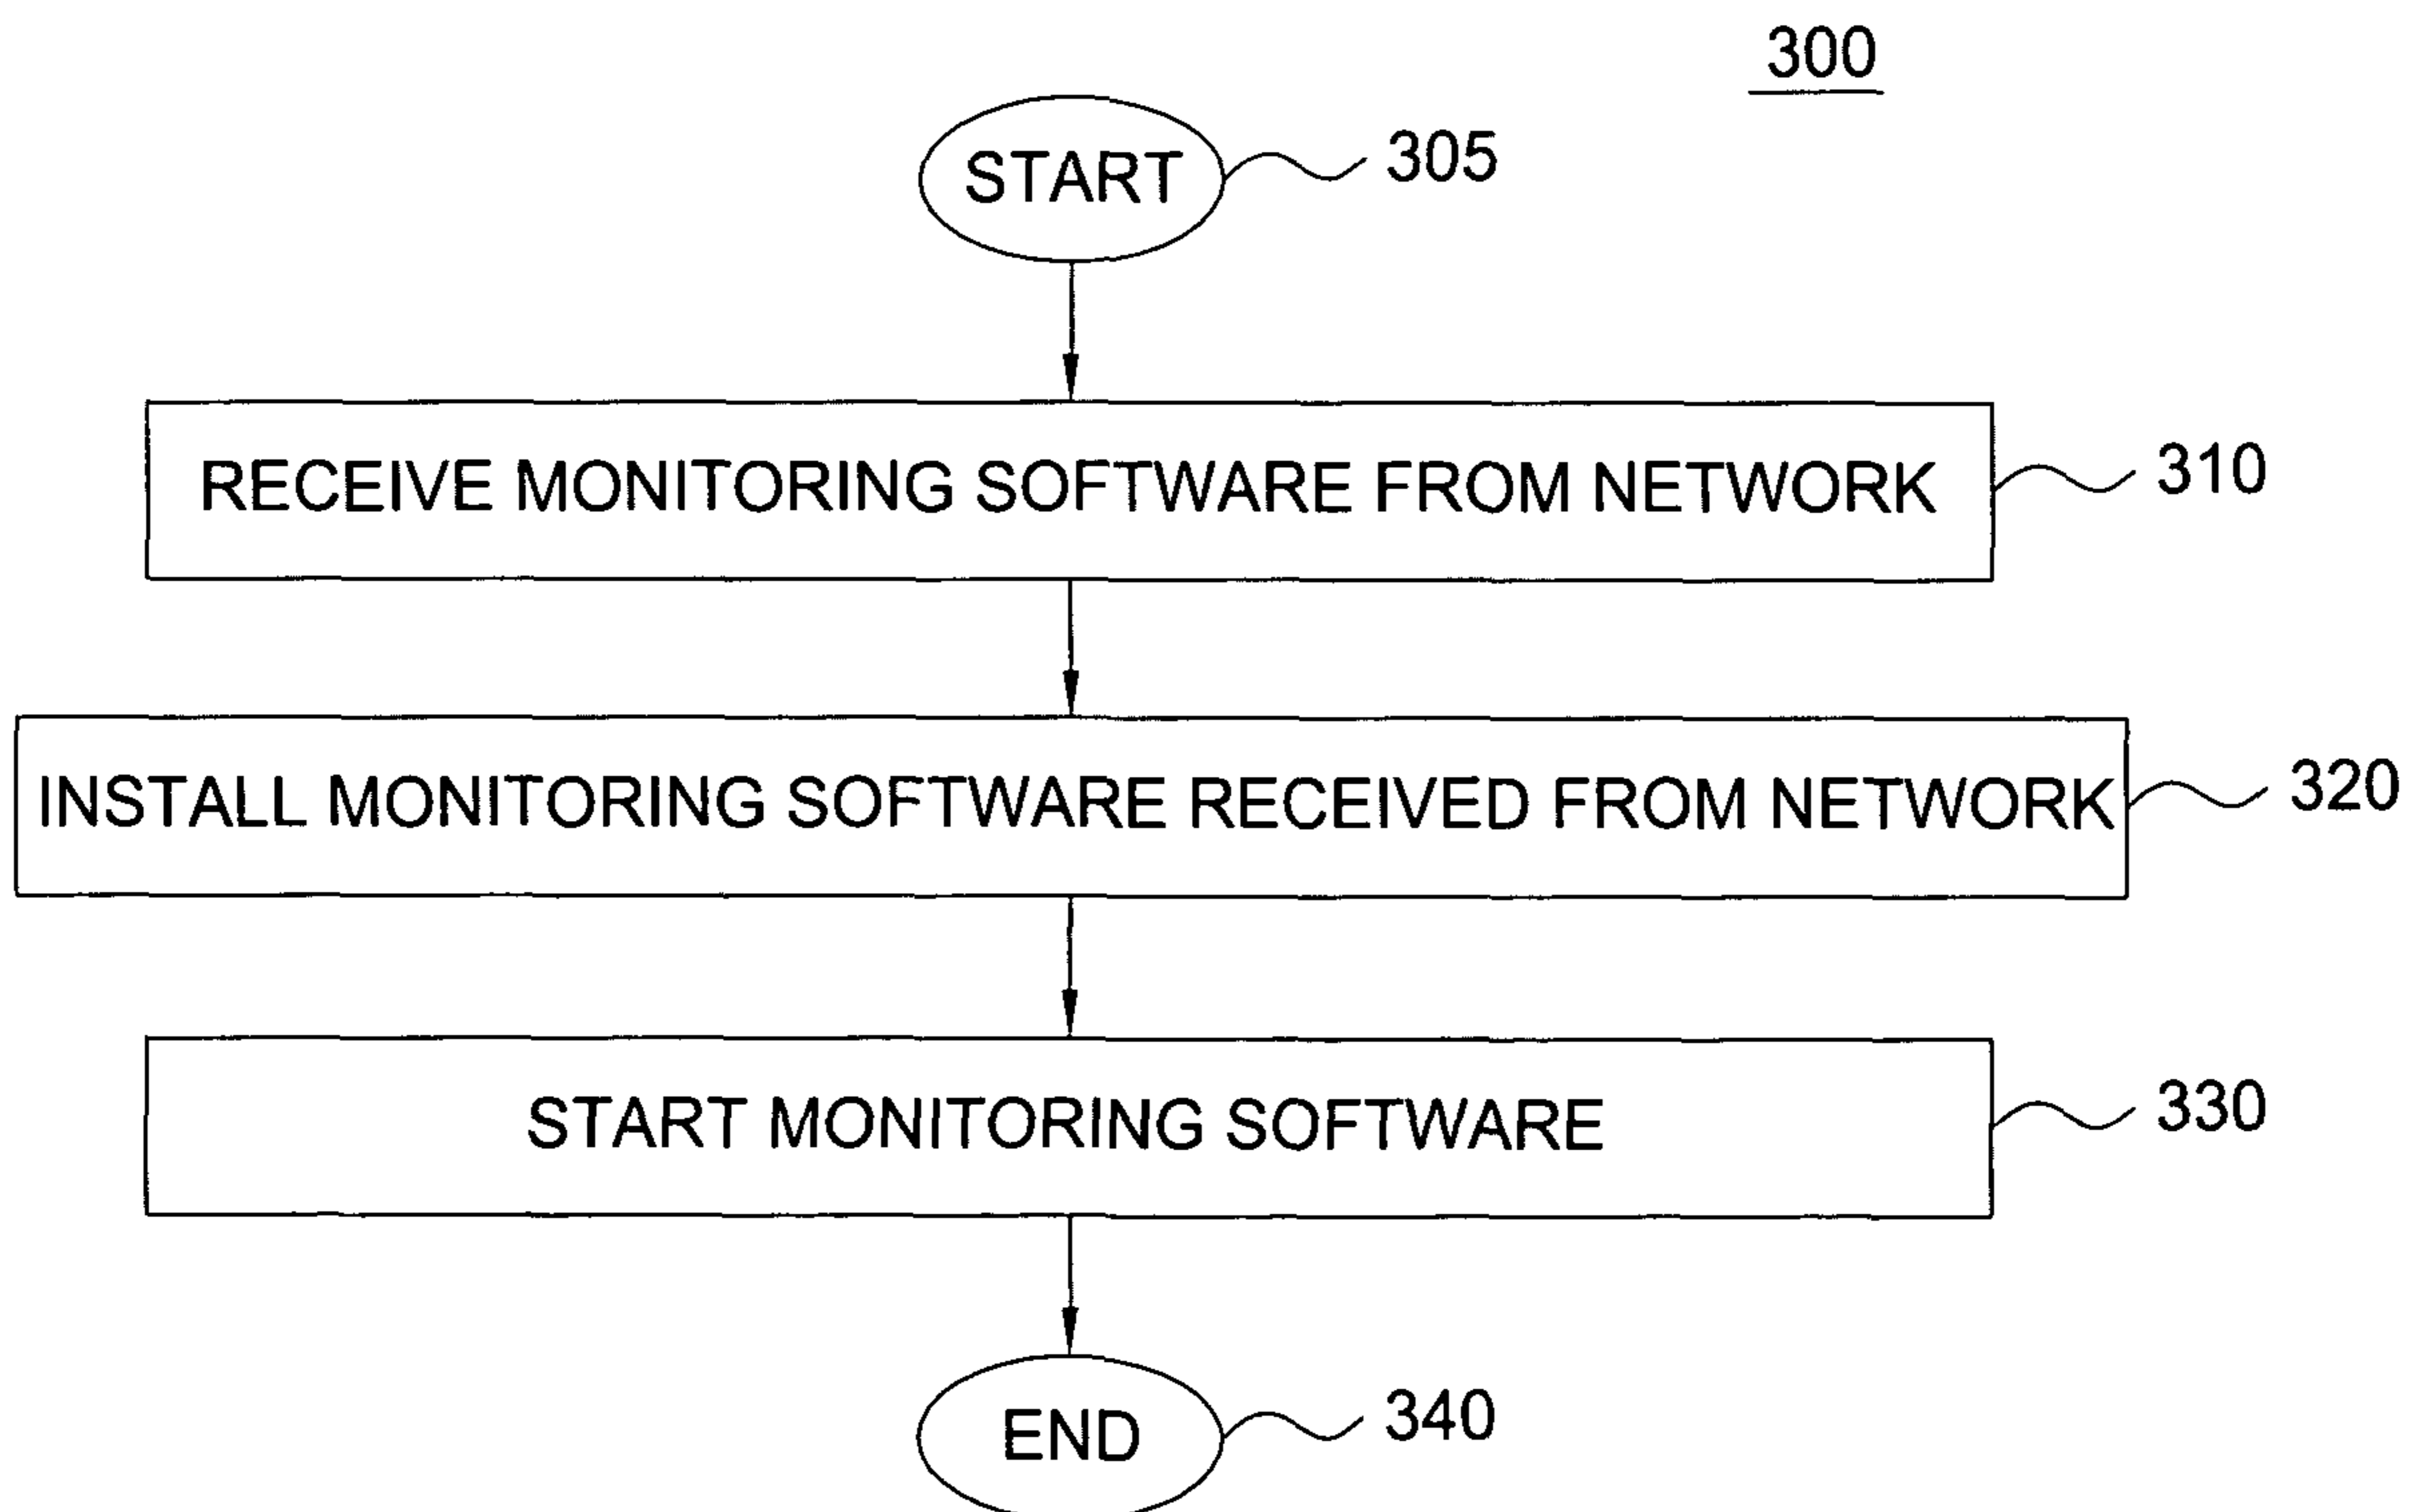 300
START 305
RECEIVE MONITORING SOFTWARE FROM NETWORK 310
INSTALL MONITORING SOFTWARE RECEIVED FROM NETWORK 320
START MONITORING SOFTWARE 330
END 340